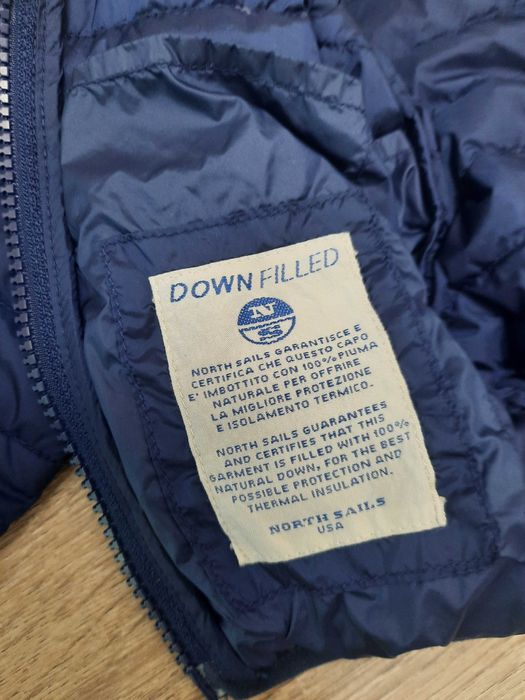 DOWN FILLED
N
S S
NORTH SAILS GARANTISCE E
CERTIFICA CHE QUESTO CAPO
E' IMBOTTITO CON 100% PIUMA
NATURALE PER OFFRIRE
LA MIGLIORE PROTEZIONE
E ISOLAMENTO TERMICO.
NORTH SAILS GUARANTEES
AND CERTIFIES THAT THIS
GARMENT IS FILLED WITH 100%
NATURAL DOWN, FOR THE BEST
POSSIBLE PROTECTION AND
THERMAL INSULATION.
NORTH SAILS
USA